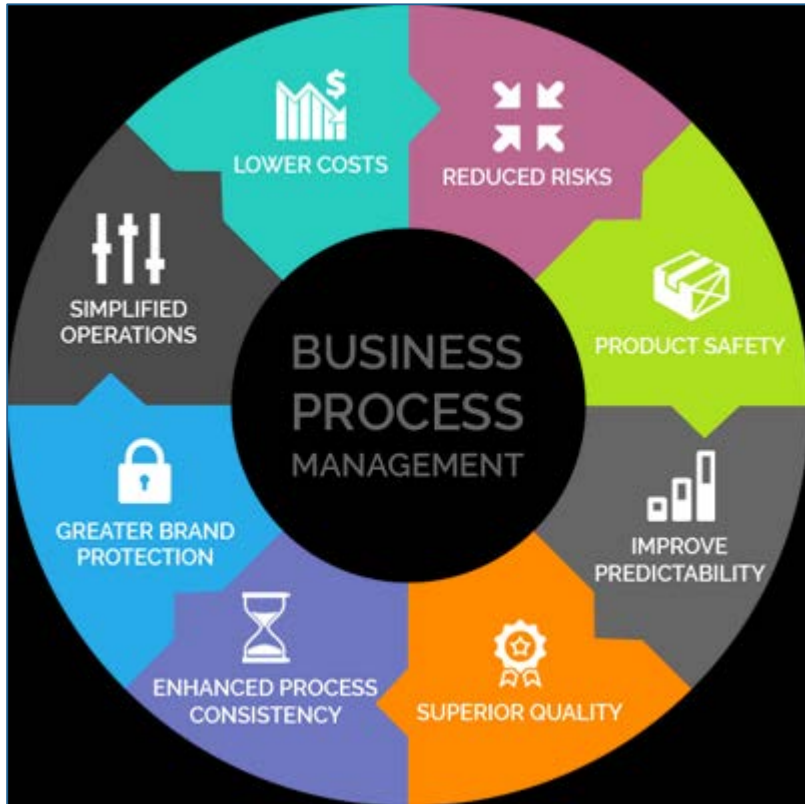 LOWER COSTS
REDUCED RISKS
PRODUCT SAFETY
IMPROVE
PREDICTABILITY
SUPERIOR QUALITY
ENHANCED PROCESS
CONSISTENCY
GREATER BRAND
PROTECTION
SIMPLIFIED
OPERATIONS
BUSINESS
PROCESS
MANAGEMENT
$